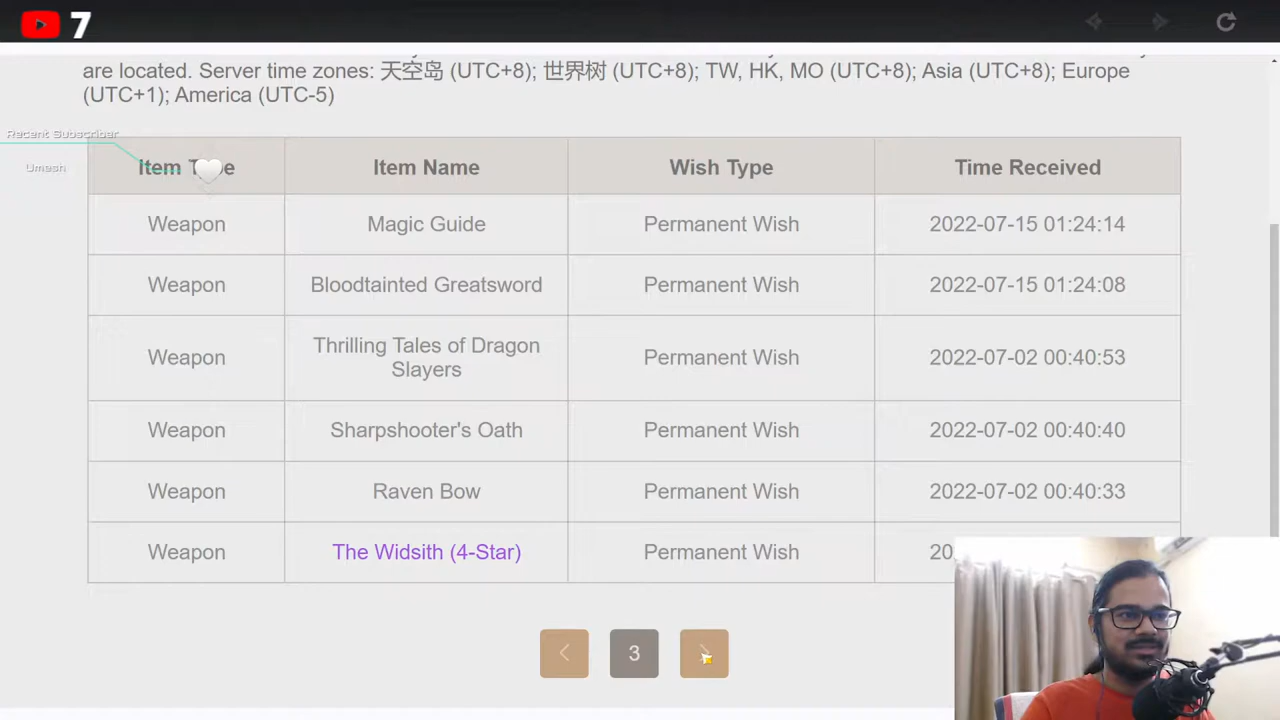 7
are located. Server time zones: 天空岛 (UTC+8); 世界树 (UTC+8); TW, HK, MO (UTC+8); Asia (UTC+8); Europe
(UTC+1); America (UTC-5)
Recent Subscriber
Umesh
Item Type Item Name Wish Type Time Received
Weapon Magic Guide Permanent Wish 2022-07-15 01:24:14
Weapon Bloodtainted Greatsword Permanent Wish 2022-07-15 01:24:08
Weapon Thrilling Tales of Dragon Slayers Permanent Wish 2022-07-02 00:40:53
Weapon Sharpshooter's Oath Permanent Wish 2022-07-02 00:40:40
Weapon Raven Bow Permanent Wish 2022-07-02 00:40:33
Weapon The Widsith (4-Star) Permanent Wish 20
3